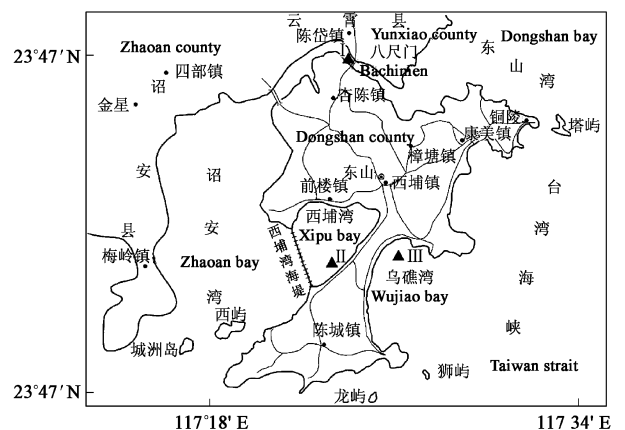 云霄县
陈岱镇
Yunxiao county
Dongshan bay
23°47′ N
Zhaoan county
I
八尺门
东山湾
四部镇
Bachimen
诏安县
金星
杏陈镇
铜陵
塔屿
Dongshan county
康美镇
樟塘镇
诏安湾
东山
西埔镇
前楼镇
台湾海峡
西埔湾
西埔湾海堤
Xipu bay
梅岭镇
Zhaoan bay
II
III
乌礁湾
Wujiao bay
西屿
城洲岛
陈城镇
狮屿
Taiwan strait
23°47′ N
龙屿
117°18′ E
117°34′ E